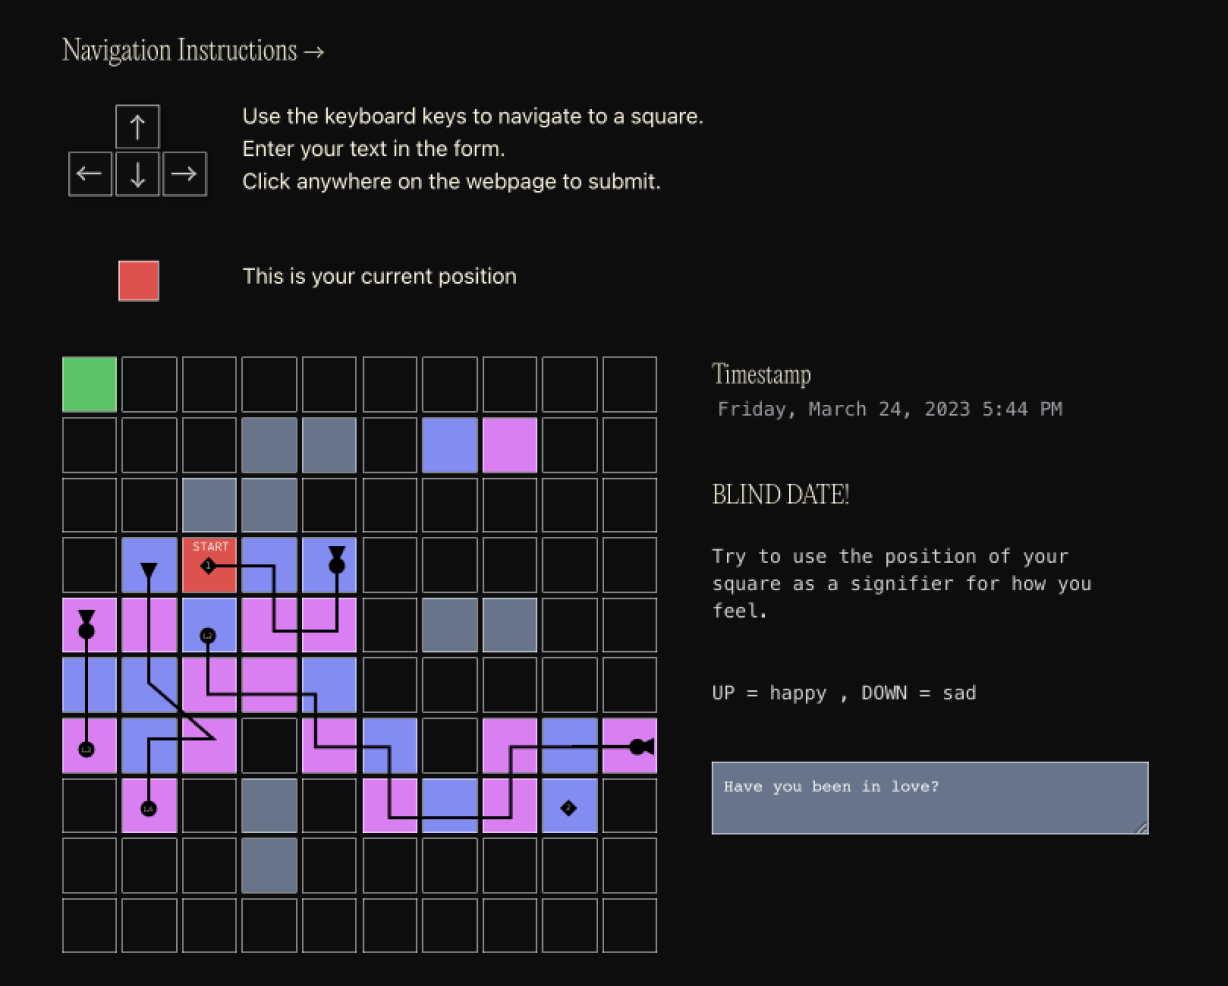 Navigation Instructions →
↑
← ↓ →
Use the keyboard keys to navigate to a square.
Enter your text in the form.
Click anywhere on the webpage to submit.
This is your current position
START
1
2
Timestamp
Friday, March 24, 2023 5:44 PM
BLIND DATE!
Try to use the position of your
square as a signifier for how you
feel.
UP = happy , DOWN = sad
Have you been in love?